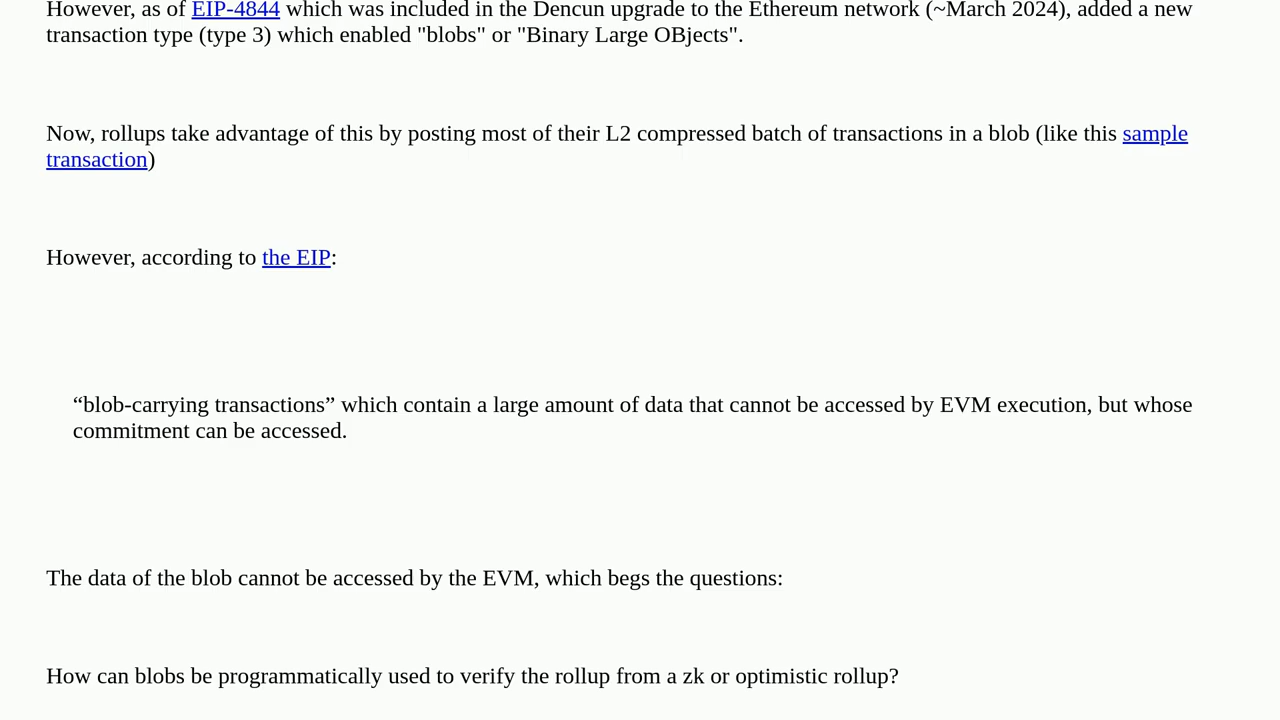 However, as of EIP-4844 which was included in the Dencun upgrade to the Ethereum network (~March 2024), added a new
transaction type (type 3) which enabled "blobs" or "Binary Large OBjects".
Now, rollups take advantage of this by posting most of their L2 compressed batch of transactions in a blob (like this sample
transaction)
However, according to the EIP:
“blob-carrying transactions” which contain a large amount of data that cannot be accessed by EVM execution, but whose
commitment can be accessed.
The data of the blob cannot be accessed by the EVM, which begs the questions:
How can blobs be programmatically used to verify the rollup from a zk or optimistic rollup?